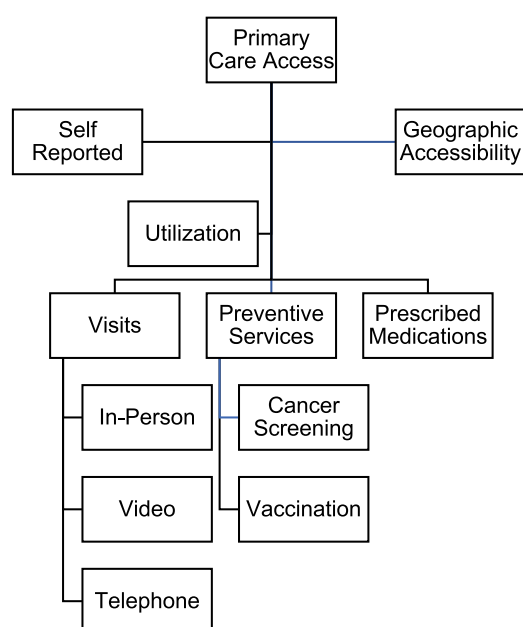 Primary
Care Access
Self
Reported
Geographic
Accessibility
Utilization
Visits
Preventive
Services
Prescribed
Medications
In-Person
Cancer
Screening
Video
Vaccination
Telephone